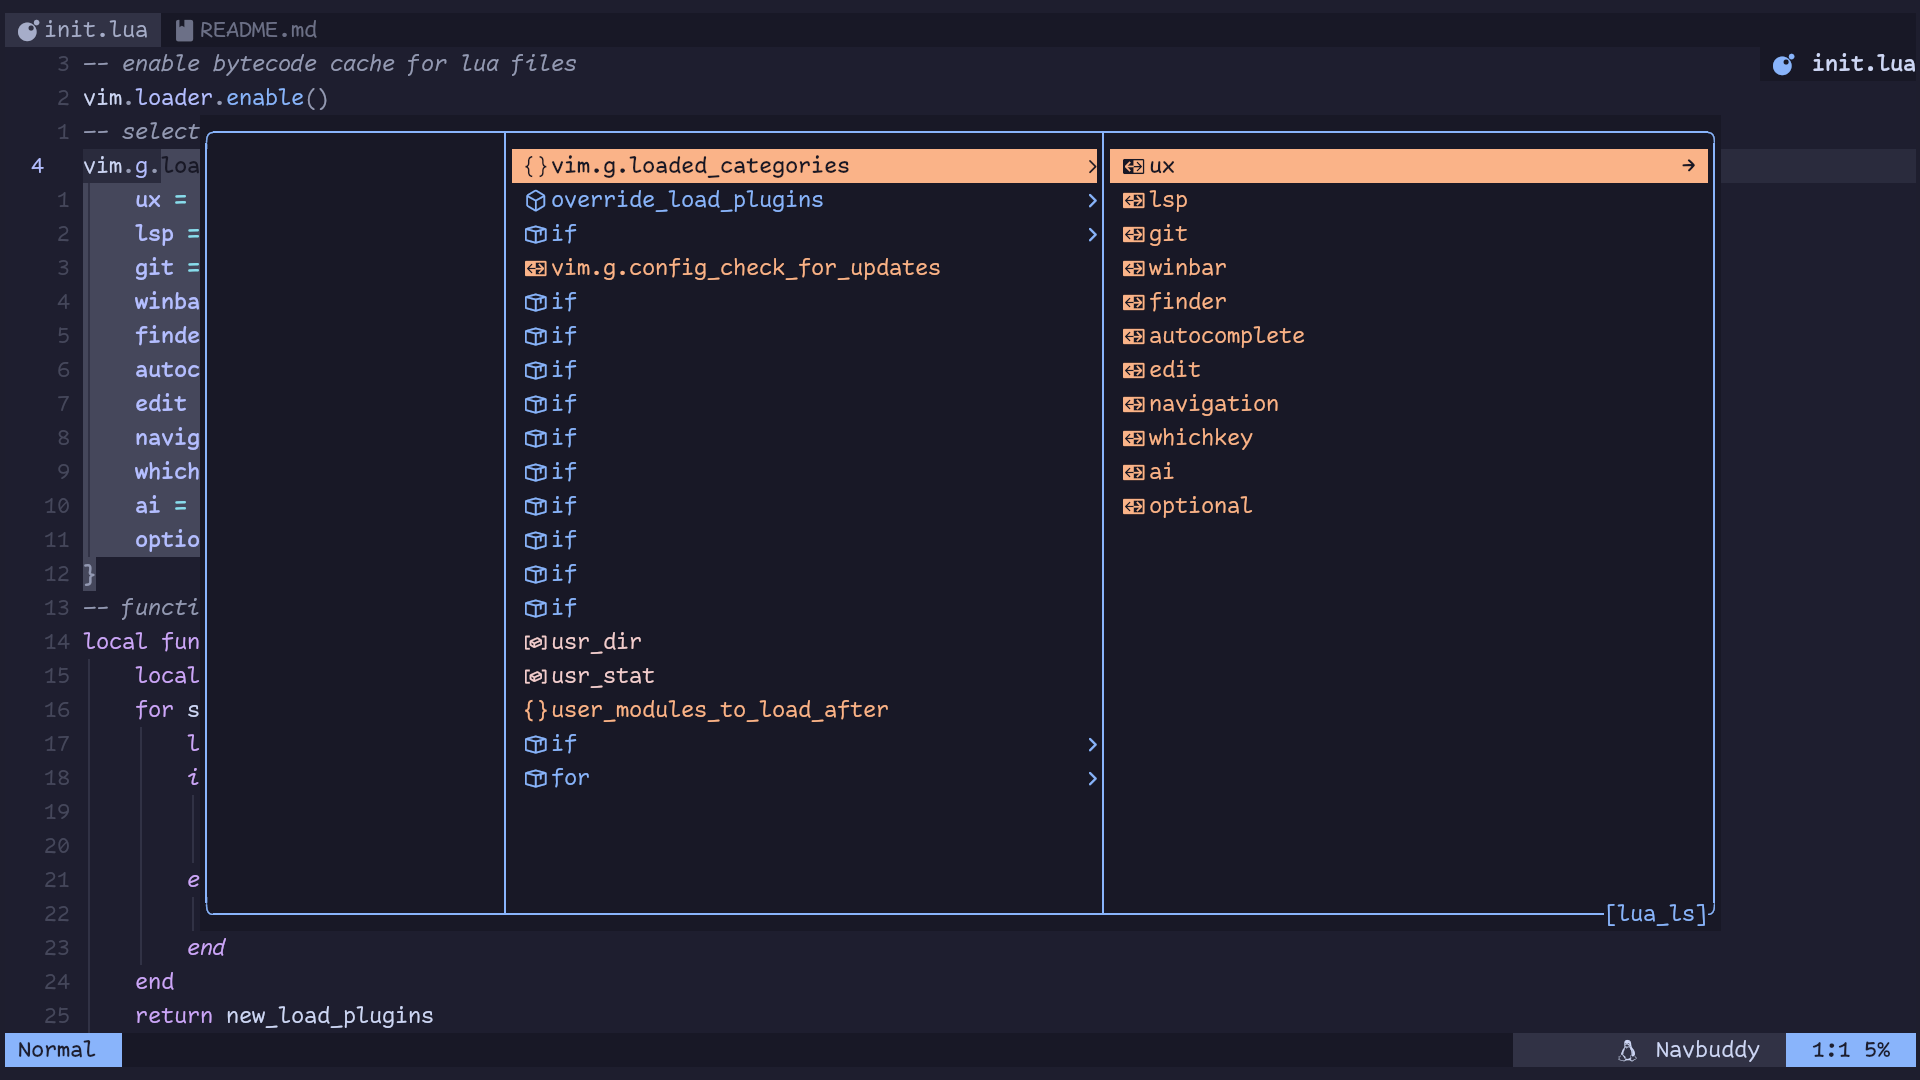 init.lua README.md
3 -- enable bytecode cache for lua files
init.lua
2 vim.loader.enable()
1 -- select
4 vim.g.loa
1 ux =
2 lsp =
3 git =
4 winba
5 finde
6 autoc
7 edit
8 navig
9 which
10 ai =
11 optio
12 }
13 -- functi
14 local fun
15 local
16 for s
17 l
18 i
19
20
21 e
22
23 end
24 end
25 return new_load_plugins
{}vim.g.loaded_categories
override_load_plugins
if
vim.g.config_check_for_updates
if
if
if
if
if
if
if
if
if
if
usr_dir
usr_stat
{}user_modules_to_load_after
if
for
ux
lsp
git
winbar
finder
autocomplete
edit
navigation
whichkey
ai
optional
[lua_ls]
Normal
Navbuddy
1:1 5%